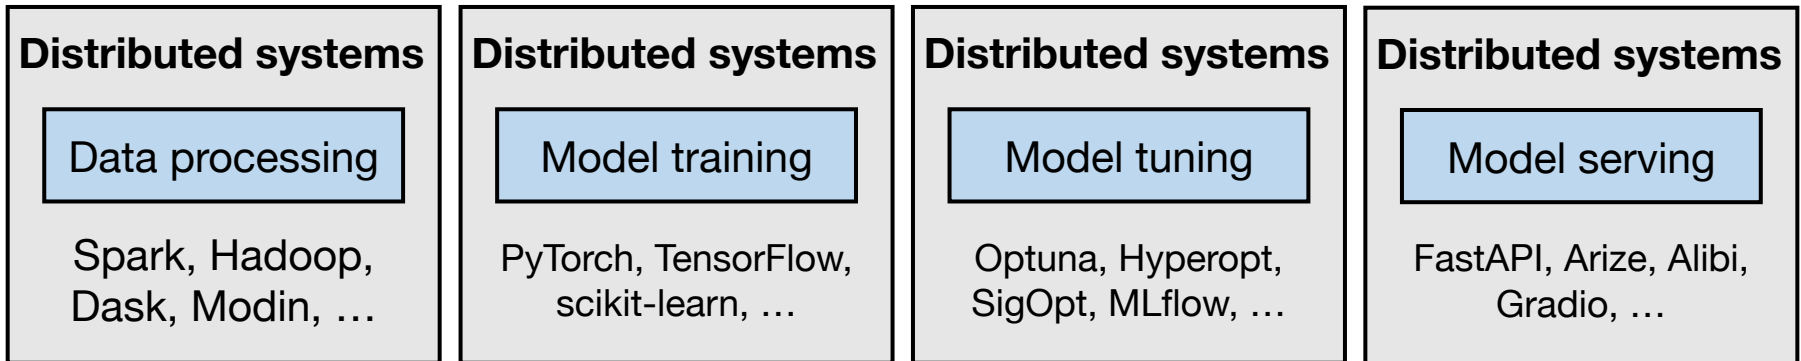 Distributed systems
Data processing
Spark, Hadoop,
Dask, Modin, …
Distributed systems
Model training
PyTorch, TensorFlow,
scikit-learn, …
Distributed systems
Model tuning
Optuna, Hyperopt,
SigOpt, MLflow, …
Distributed systems
Model serving
FastAPI, Arize, Alibi,
Gradio, …